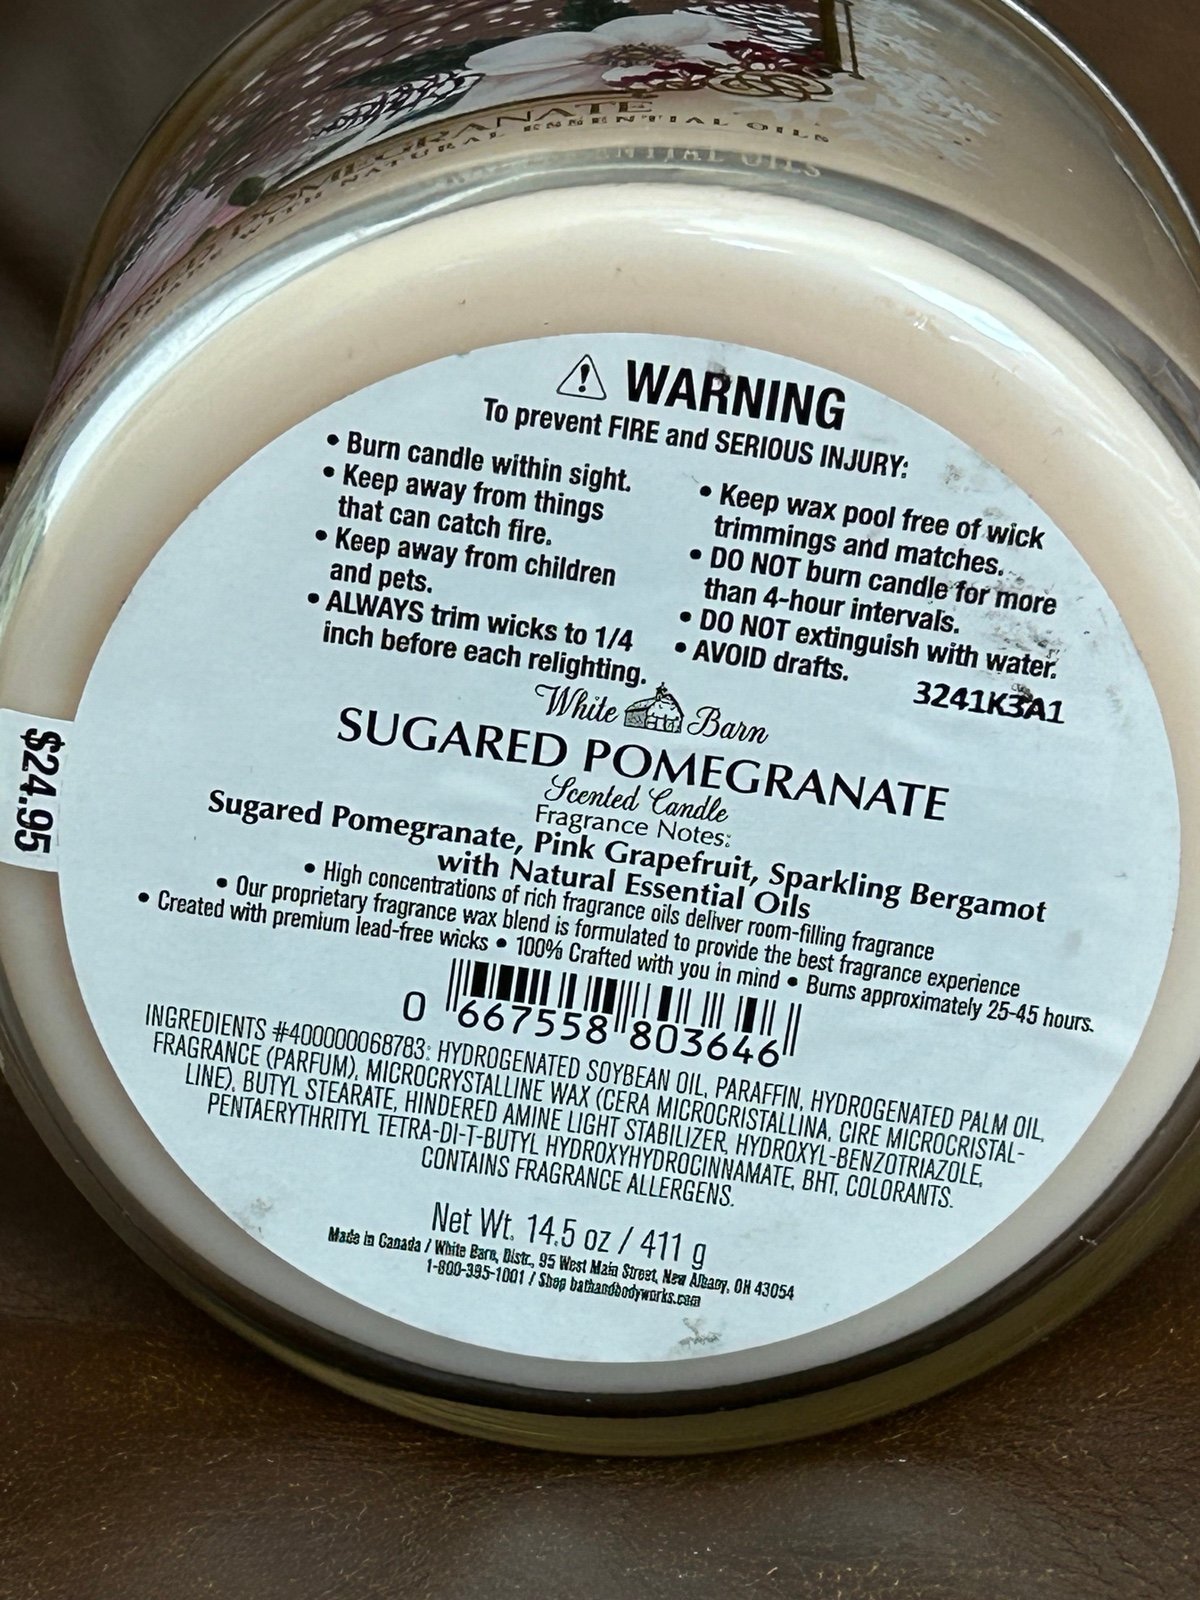 POMEGRANATE
NATURAL ESSENTIAL OILS
WARNING
To prevent FIRE and SERIOUS INJURY:
• Burn candle within sight.
• Keep away from things
that can catch fire.
• Keep away from children
and pets.
• ALWAYS trim wicks to 1/4
inch before each relighting.
• Keep wax pool free of wick
trimmings and matches.
• DO NOT burn candle for more
than 4-hour intervals.
• DO NOT extinguish with water.
• AVOID drafts.
3241K3A1
White Barn
SUGARED POMEGRANATE
Scented Candle
Fragrance Notes:
Sugared Pomegranate, Pink Grapefruit, Sparkling Bergamot
with Natural Essential Oils
• High concentrations of rich fragrance oils deliver room-filling fragrance
• Our proprietary fragrance wax blend is formulated to provide the best fragrance experience
• Created with premium lead-free wicks • 100% Crafted with you in mind • Burns approximately 25-45 hours.
0 667558 803646
INGREDIENTS #400000068783: HYDROGENATED SOYBEAN OIL, PARAFFIN, HYDROGENATED PALM OIL,
FRAGRANCE (PARFUM), MICROCRYSTALLINE WAX (CERA MICROCRISTALLINA, CIRE MICROCRISTAL-
LINE), BUTYL STEARATE, HINDERED AMINE LIGHT STABILIZER, HYDROXYL-BENZOTRIAZOLE,
PENTAERYTHRITYL TETRA-DI-T-BUTYL HYDROXYHYDROCINNAMATE, BHT, COLORANTS.
CONTAINS FRAGRANCE ALLERGENS.
Net Wt. 14.5 oz / 411 g
Made in Canada / White Barn, Distr., 95 West Main Street, New Albany, OH 43054
1-800-395-1001 / Shop bathandbodyworks.com
$24.95